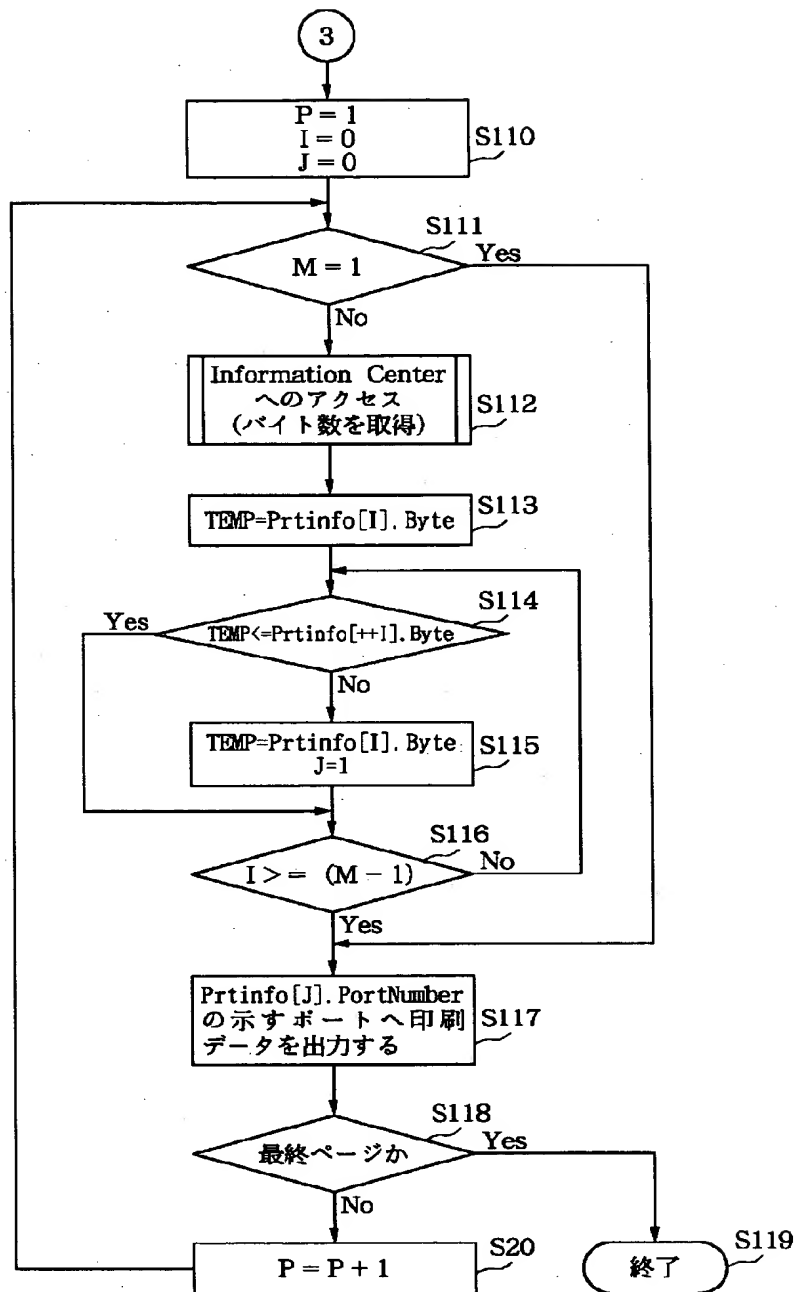 3
P = 1
I = 0
J = 0
S110
S111
M = 1
Yes
No
Information Center
へのアクセス
(バイト数を取得)
S112
TEMP=Prtinfo[I].Byte
S113
S114
Yes
TEMP<=Prtinfo[++I].Byte
No
TEMP=Prtinfo[I].Byte
J=1
S115
S116
I > = (M − 1)
No
Yes
Prtinfo[J].PortNumber
の示すポートへ印刷
データを出力する
S117
S118
最終ページか
Yes
No
P = P + 1
S20
終了
S119